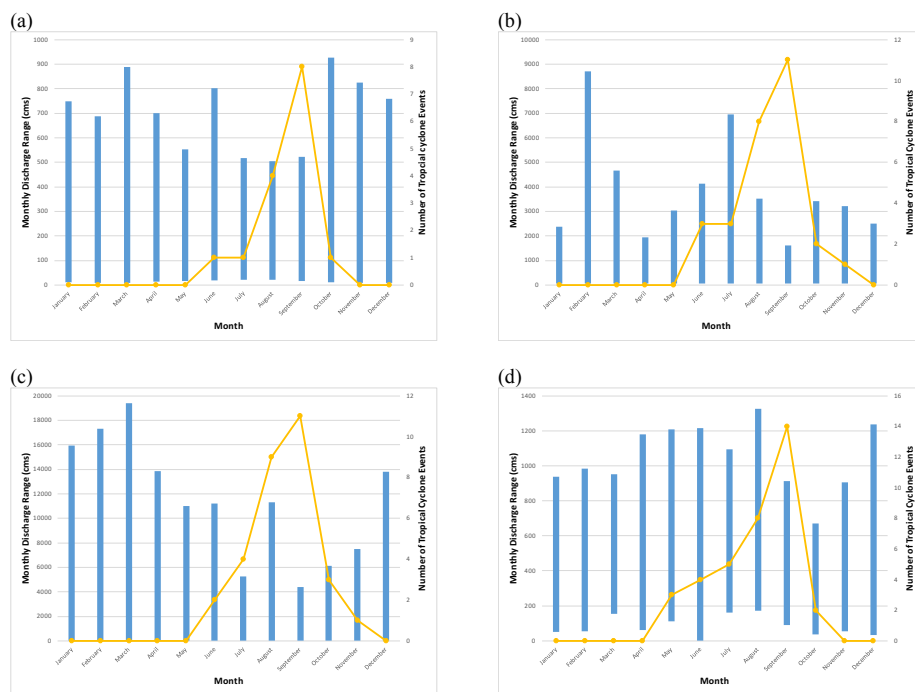 (a)
1000
900
800
700
600
500
400
300
200
100
0
Monthly Discharge Range (cms)
9
8
7
6
5
4
3
2
1
0
Number of Tropcial cyclone Events
January
February
March
April
May
June
July
August
September
October
November
December
Month
(b)
10000
9000
8000
7000
6000
5000
4000
3000
2000
1000
0
Monthly Discharge Range (cms)
12
10
8
6
4
2
0
Number of Tropical Cyclone Events
January
February
March
April
May
June
July
August
September
October
November
December
Month
(c)
20000
18000
16000
14000
12000
10000
8000
6000
4000
2000
0
Monthly Discharge Range (cms)
12
10
8
6
4
2
0
Number of Tropical Cyclone Events
January
February
March
April
May
June
July
August
September
October
November
December
Month
(d)
1400
1200
1000
800
600
400
200
0
Monthly Discharge Range (cms)
16
14
12
10
8
6
4
2
0
Number of Tropical Cyclone Events
January
February
March
April
May
June
July
August
September
October
November
December
Month